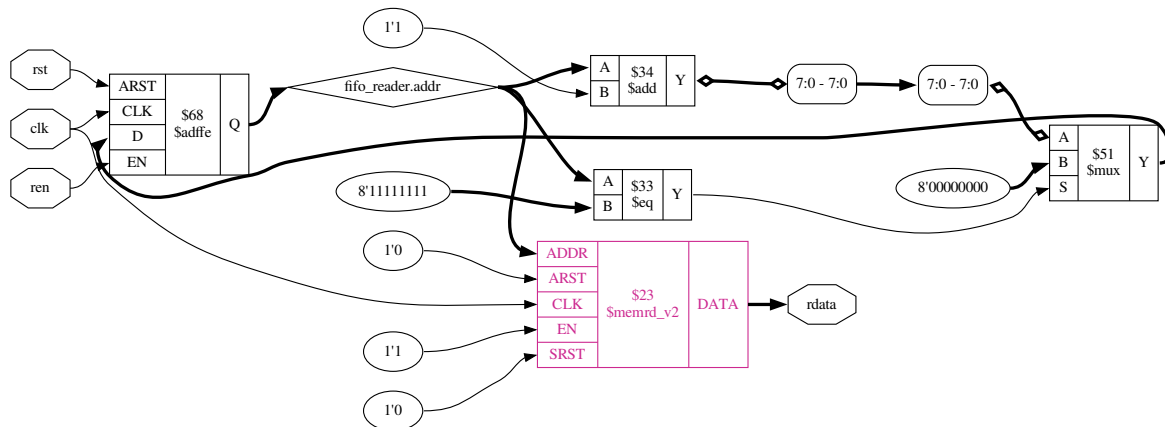 rst
clk
ren
ARST
CLK
D
EN
$68
$adffe
Q
fifo_reader.addr
1'1
A
B
$34
$add
Y
7:0 - 7:0
7:0 - 7:0
8'11111111
A
B
$33
$eq
Y
8'00000000
A
B
S
$51
$mux
Y
1'0
1'1
1'0
ADDR
ARST
CLK
EN
SRST
$23
$memrd_v2
DATA
rdata